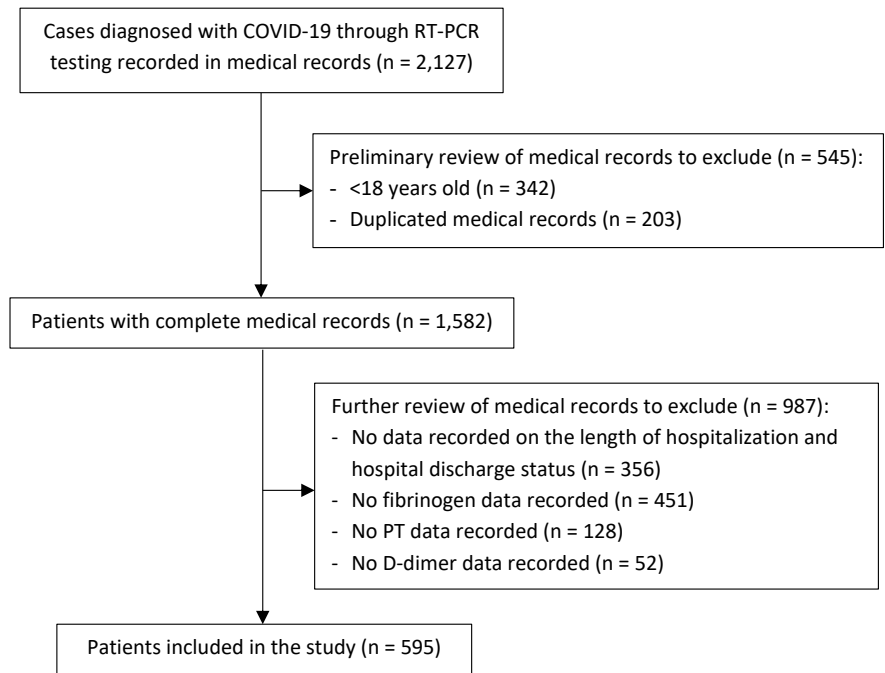 Cases diagnosed with COVID-19 through RT-PCR
testing recorded in medical records (n = 2,127)
Preliminary review of medical records to exclude (n = 545):
- <18 years old (n = 342)
- Duplicated medical records (n = 203)
Patients with complete medical records (n = 1,582)
Further review of medical records to exclude (n = 987):
- No data recorded on the length of hospitalization and
hospital discharge status (n = 356)
- No fibrinogen data recorded (n = 451)
- No PT data recorded (n = 128)
- No D-dimer data recorded (n = 52)
Patients included in the study (n = 595)